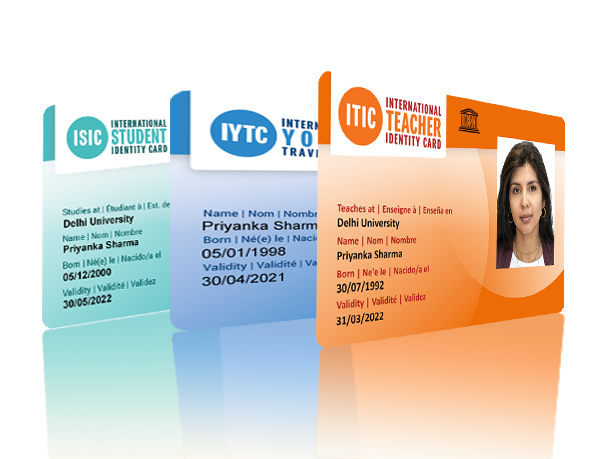 ISIC
INTERNATIONAL
STUDENT
IDENTITY CARD
Studies at | Étudiant à | Est. de
Delhi University
Name | Nom | Nombre
Priyanka Sharma
Born | Né(e) le | Nacido/a el
05/12/2000
Validity | Validité | Validez
30/05/2022
IYTC
INTERN
YO
TRAVEL
Name | Nom | Nombr
Priyanka Sharm
Born | Né(e) le | Naci
05/01/1998
Validity | Validité | Va
30/04/2021
ITIC
INTERNATIONAL
TEACHER
IDENTITY CARD
Teaches at | Enseigne à | Enseña en
Delhi University
Name | Nom | Nombre
Priyanka Sharma
Born | Ne'e le | Nacido/a el
30/07/1992
Validity | Validité | Validez
31/03/2022